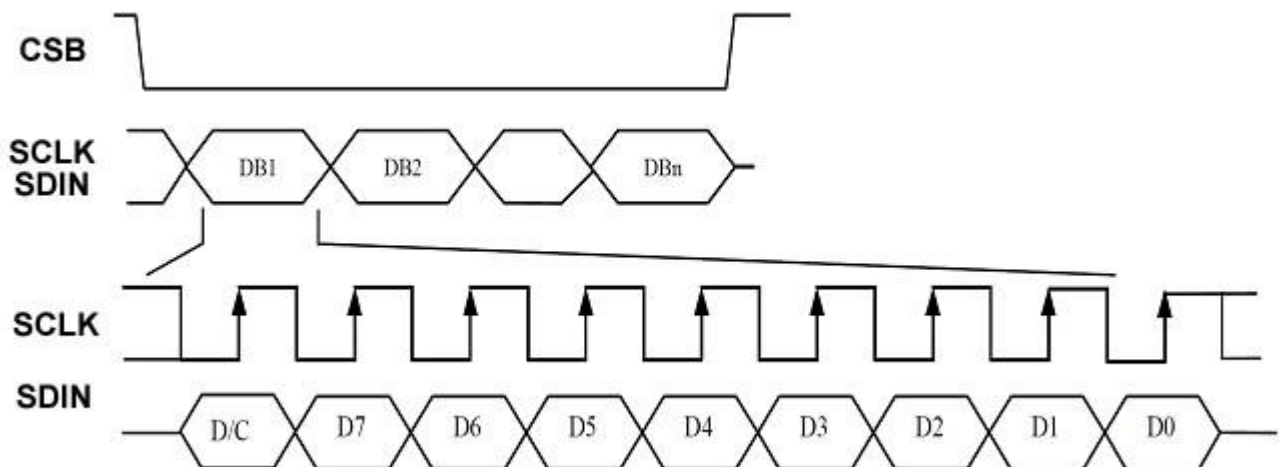 CSB
SCLK
SDIN
DB1 DB2 DBn
SCLK
SDIN
D/C D7 D6 D5 D4 D3 D2 D1 D0